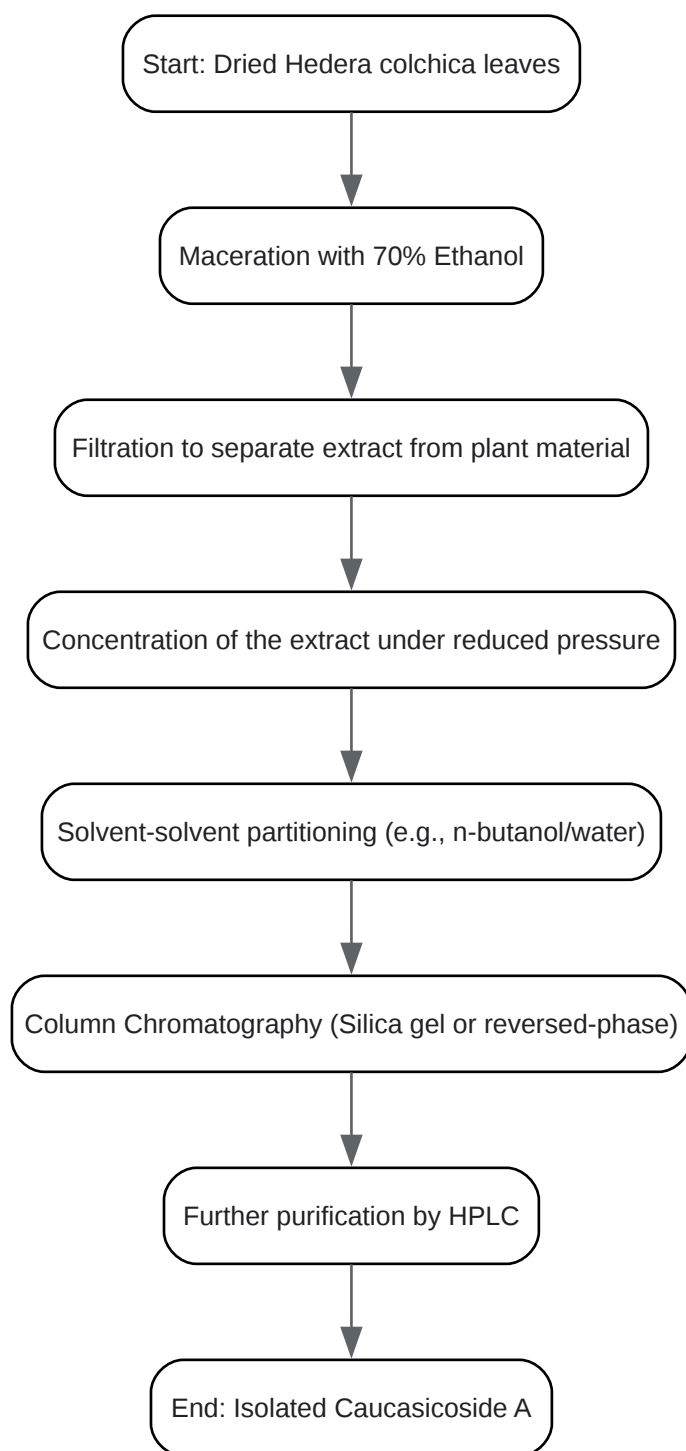 Start: Dried Hedera colchica leaves
Maceration with 70% Ethanol
Filtration to separate extract from plant material
Concentration of the extract under reduced pressure
Solvent-solvent partitioning (e.g., n-butanol/water)
Column Chromatography (Silica gel or reversed-phase)
Further purification by HPLC
End: Isolated Caucasicoside A